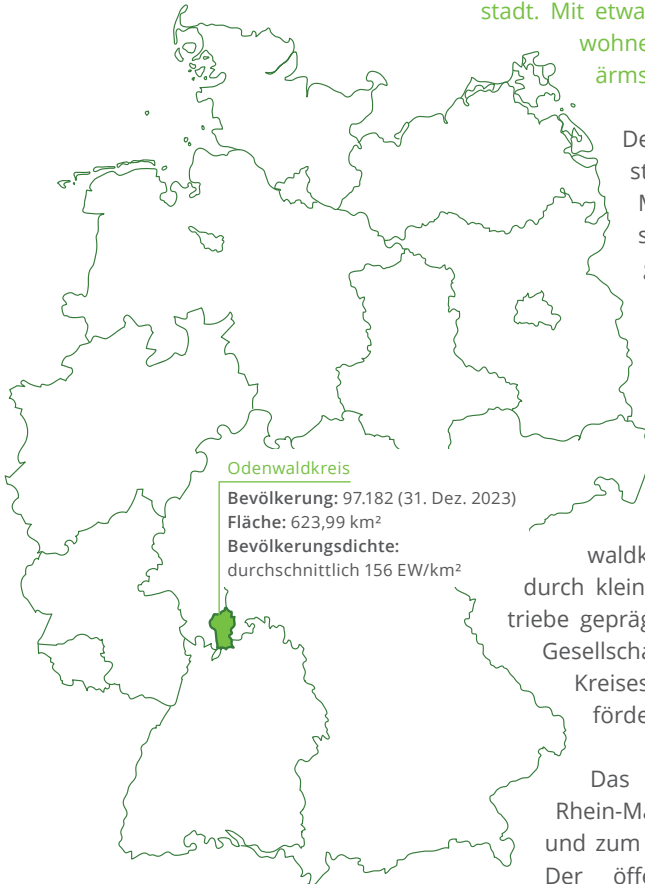 stadt. Mit etwa
wohne
ärms
De
st
M
s
Odenwaldkreis
Bevölkerung: 97.182 (31. Dez. 2023)
Fläche: 623,99 km²
Bevölkerungsdichte:
durchschnittlich 156 EW/km²
waldk
durch klein
triebe gepräg
Gesellscha
Kreises
förde
Das
Rhein-Ma
und zum
Der öffe